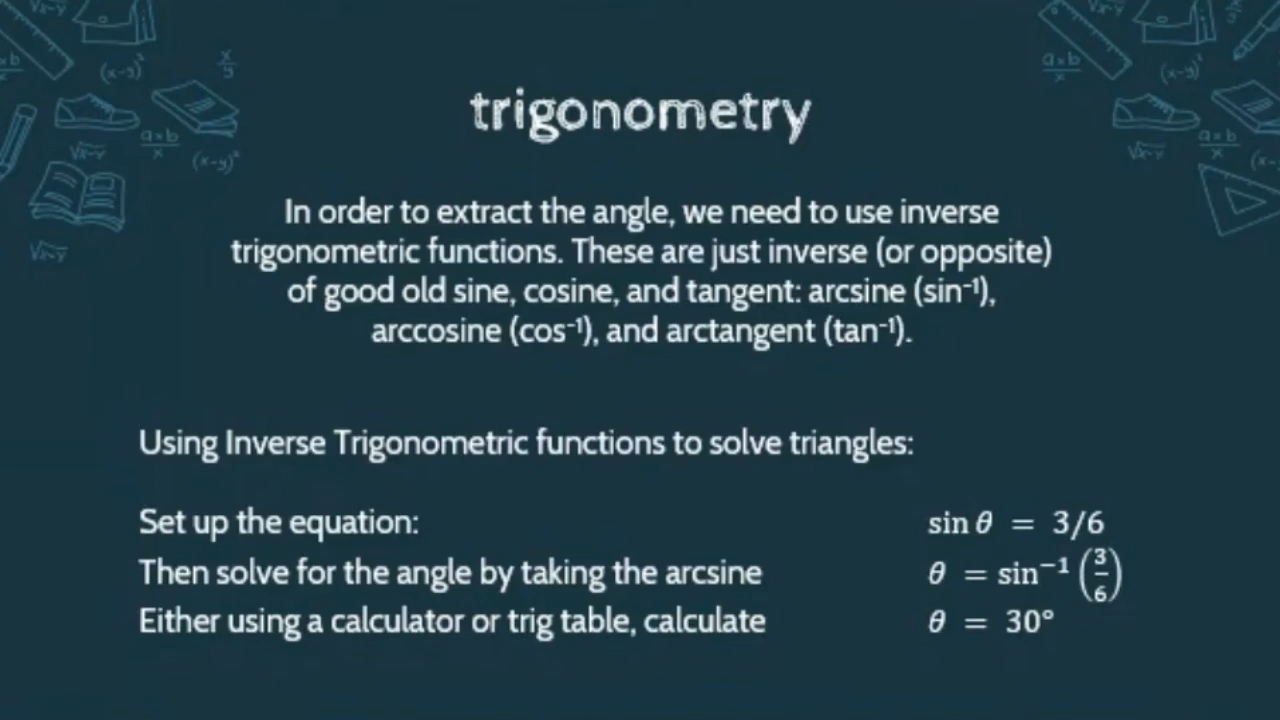 trigonometry
In order to extract the angle, we need to use inverse
trigonometric functions. These are just inverse (or opposite)
of good old sine, cosine, and tangent: arcsine (sin⁻¹),
arccosine (cos⁻¹), and arctangent (tan⁻¹).
Using Inverse Trigonometric functions to solve triangles:
Set up the equation: sin θ = 3/6
Then solve for the angle by taking the arcsine θ = sin⁻¹ (3/6)
Either using a calculator or trig table, calculate θ = 30°